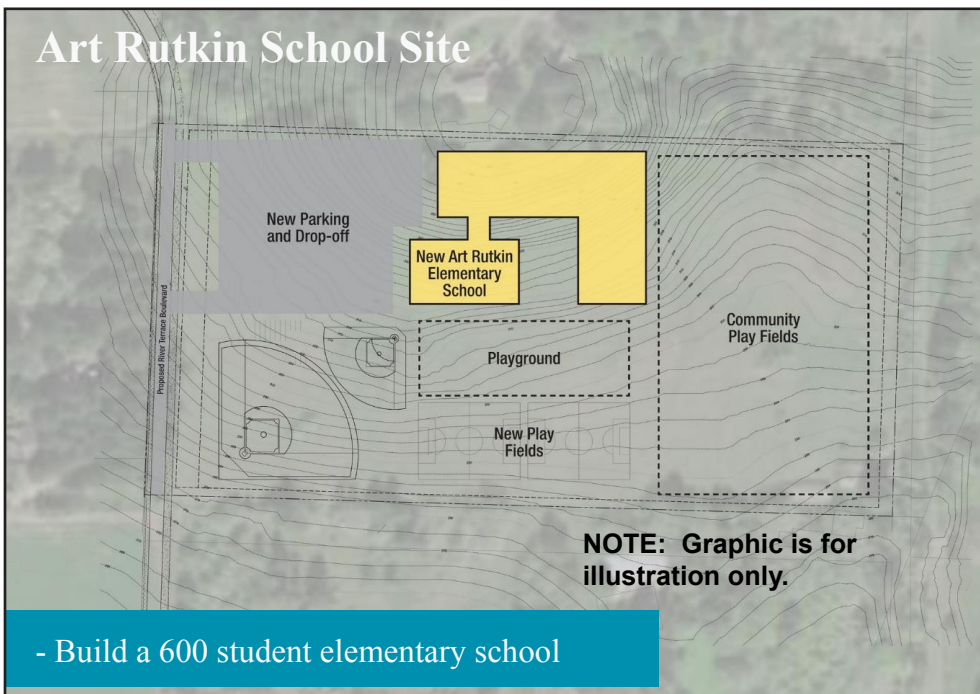 Art Rutkin School Site
New Parking
and Drop-off
New Art Rutkin
Elementary
School
Proposed River Terrace Boulevard
Playground
Community
Play Fields
New Play
Fields
NOTE: Graphic is for
illustration only.
- Build a 600 student elementary school